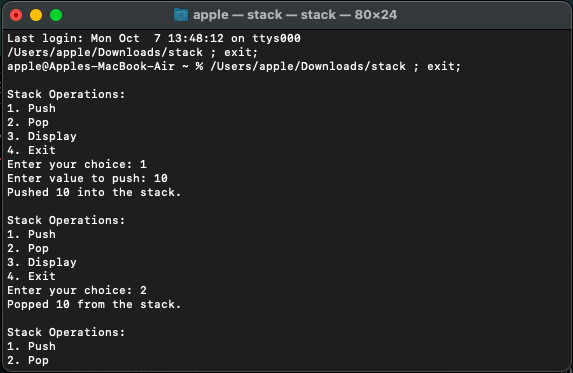 apple — stack — stack — 80×24
Last login: Mon Oct  7 13:48:12 on ttys000
/Users/apple/Downloads/stack ; exit;
apple@Apples-MacBook-Air ~ % /Users/apple/Downloads/stack ; exit;
Stack Operations:
1. Push
2. Pop
3. Display
4. Exit
Enter your choice: 1
Enter value to push: 10
Pushed 10 into the stack.
Stack Operations:
1. Push
2. Pop
3. Display
4. Exit
Enter your choice: 2
Popped 10 from the stack.
Stack Operations:
1. Push
2. Pop